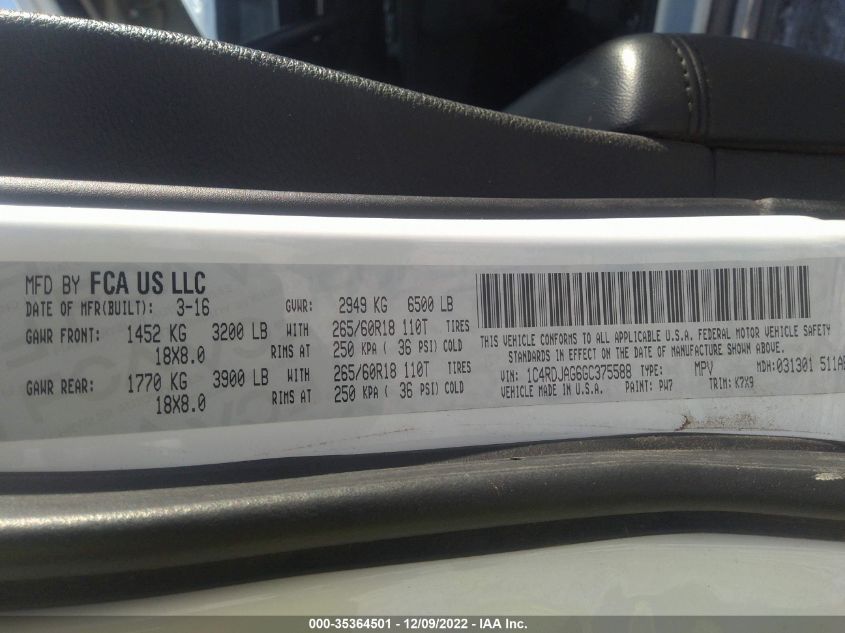 MFD BY FCA US LLC
DATE OF MFR(BUILT): 3-16 GVWR: 2949 KG 6500 LB
GAWR FRONT: 1452 KG 3200 LB WITH 265/60R18 110T TIRES
18X8.0 RIMS AT 250 KPA ( 36 PSI) COLD
GAWR REAR: 1770 KG 3900 LB WITH 265/60R18 110T TIRES
18X8.0 RIMS AT 250 KPA ( 36 PSI) COLD
THIS VEHICLE CONFORMS TO ALL APPLICABLE U.S.A. FEDERAL MOTOR VEHICLE SAFETY
STANDARDS IN EFFECT ON THE DATE OF MANUFACTURE SHOWN ABOVE.
VIN: 1C4RDJAG6GC375588 TYPE: MPV MDH: 031301 511AB
VEHICLE MADE IN U.S.A. PAINT: PW7 TRIM: K7X9
000-35364501 - 12/09/2022 - IAA Inc.